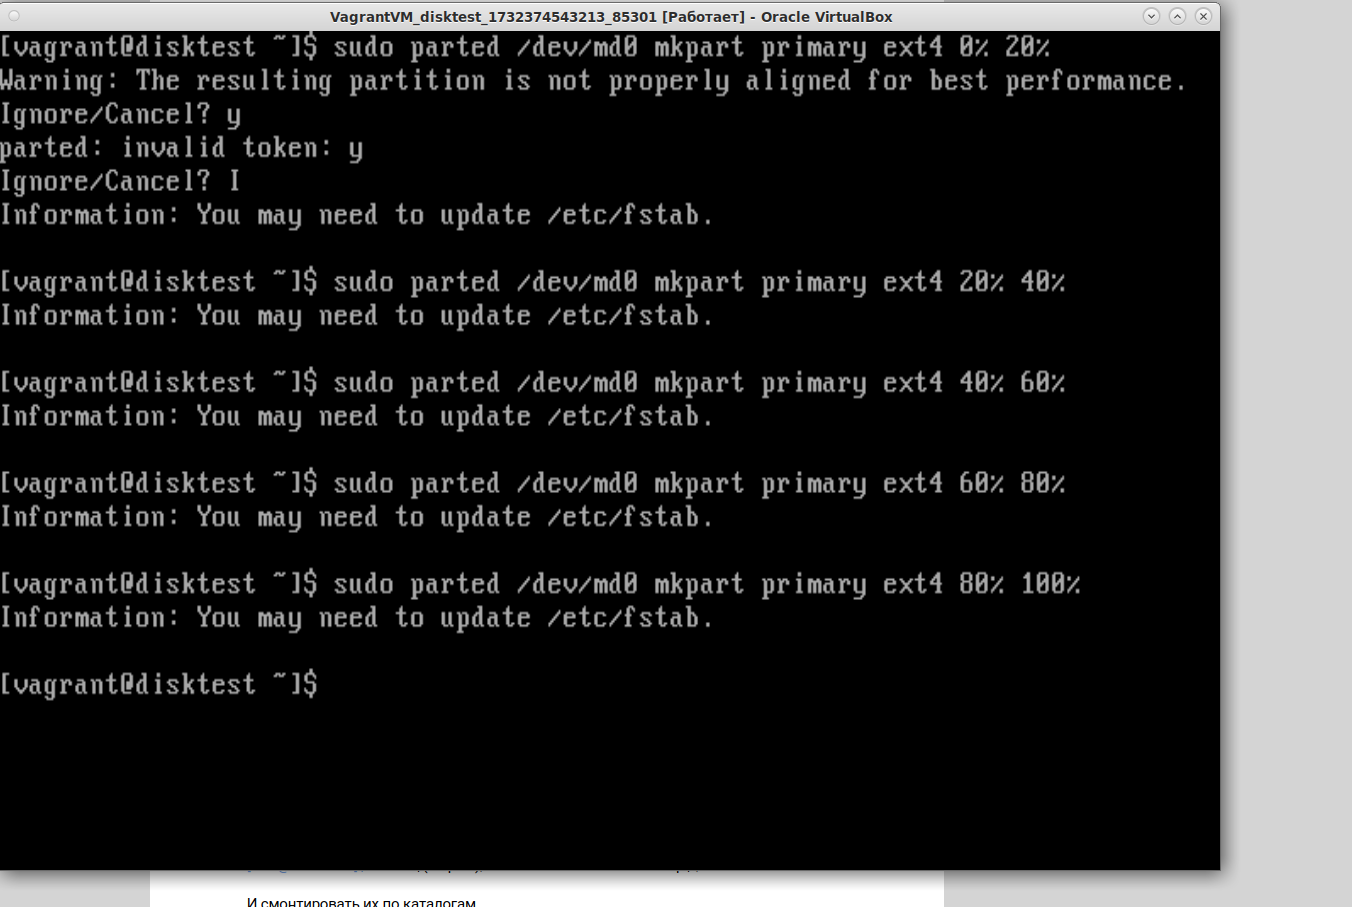 VagrantVM_disktest_1732374543213_85301 [Работает] - Oracle VirtualBox
[vagrant@disktest ~]$ sudo parted /dev/md0 mkpart primary ext4 0% 20%
Warning: The resulting partition is not properly aligned for best performance.
Ignore/Cancel? y
parted: invalid token: y
Ignore/Cancel? I
Information: You may need to update /etc/fstab.
[vagrant@disktest ~]$ sudo parted /dev/md0 mkpart primary ext4 20% 40%
Information: You may need to update /etc/fstab.
[vagrant@disktest ~]$ sudo parted /dev/md0 mkpart primary ext4 40% 60%
Information: You may need to update /etc/fstab.
[vagrant@disktest ~]$ sudo parted /dev/md0 mkpart primary ext4 60% 80%
Information: You may need to update /etc/fstab.
[vagrant@disktest ~]$ sudo parted /dev/md0 mkpart primary ext4 80% 100%
Information: You may need to update /etc/fstab.
[vagrant@disktest ~]$
И смонтировать их по каталогам